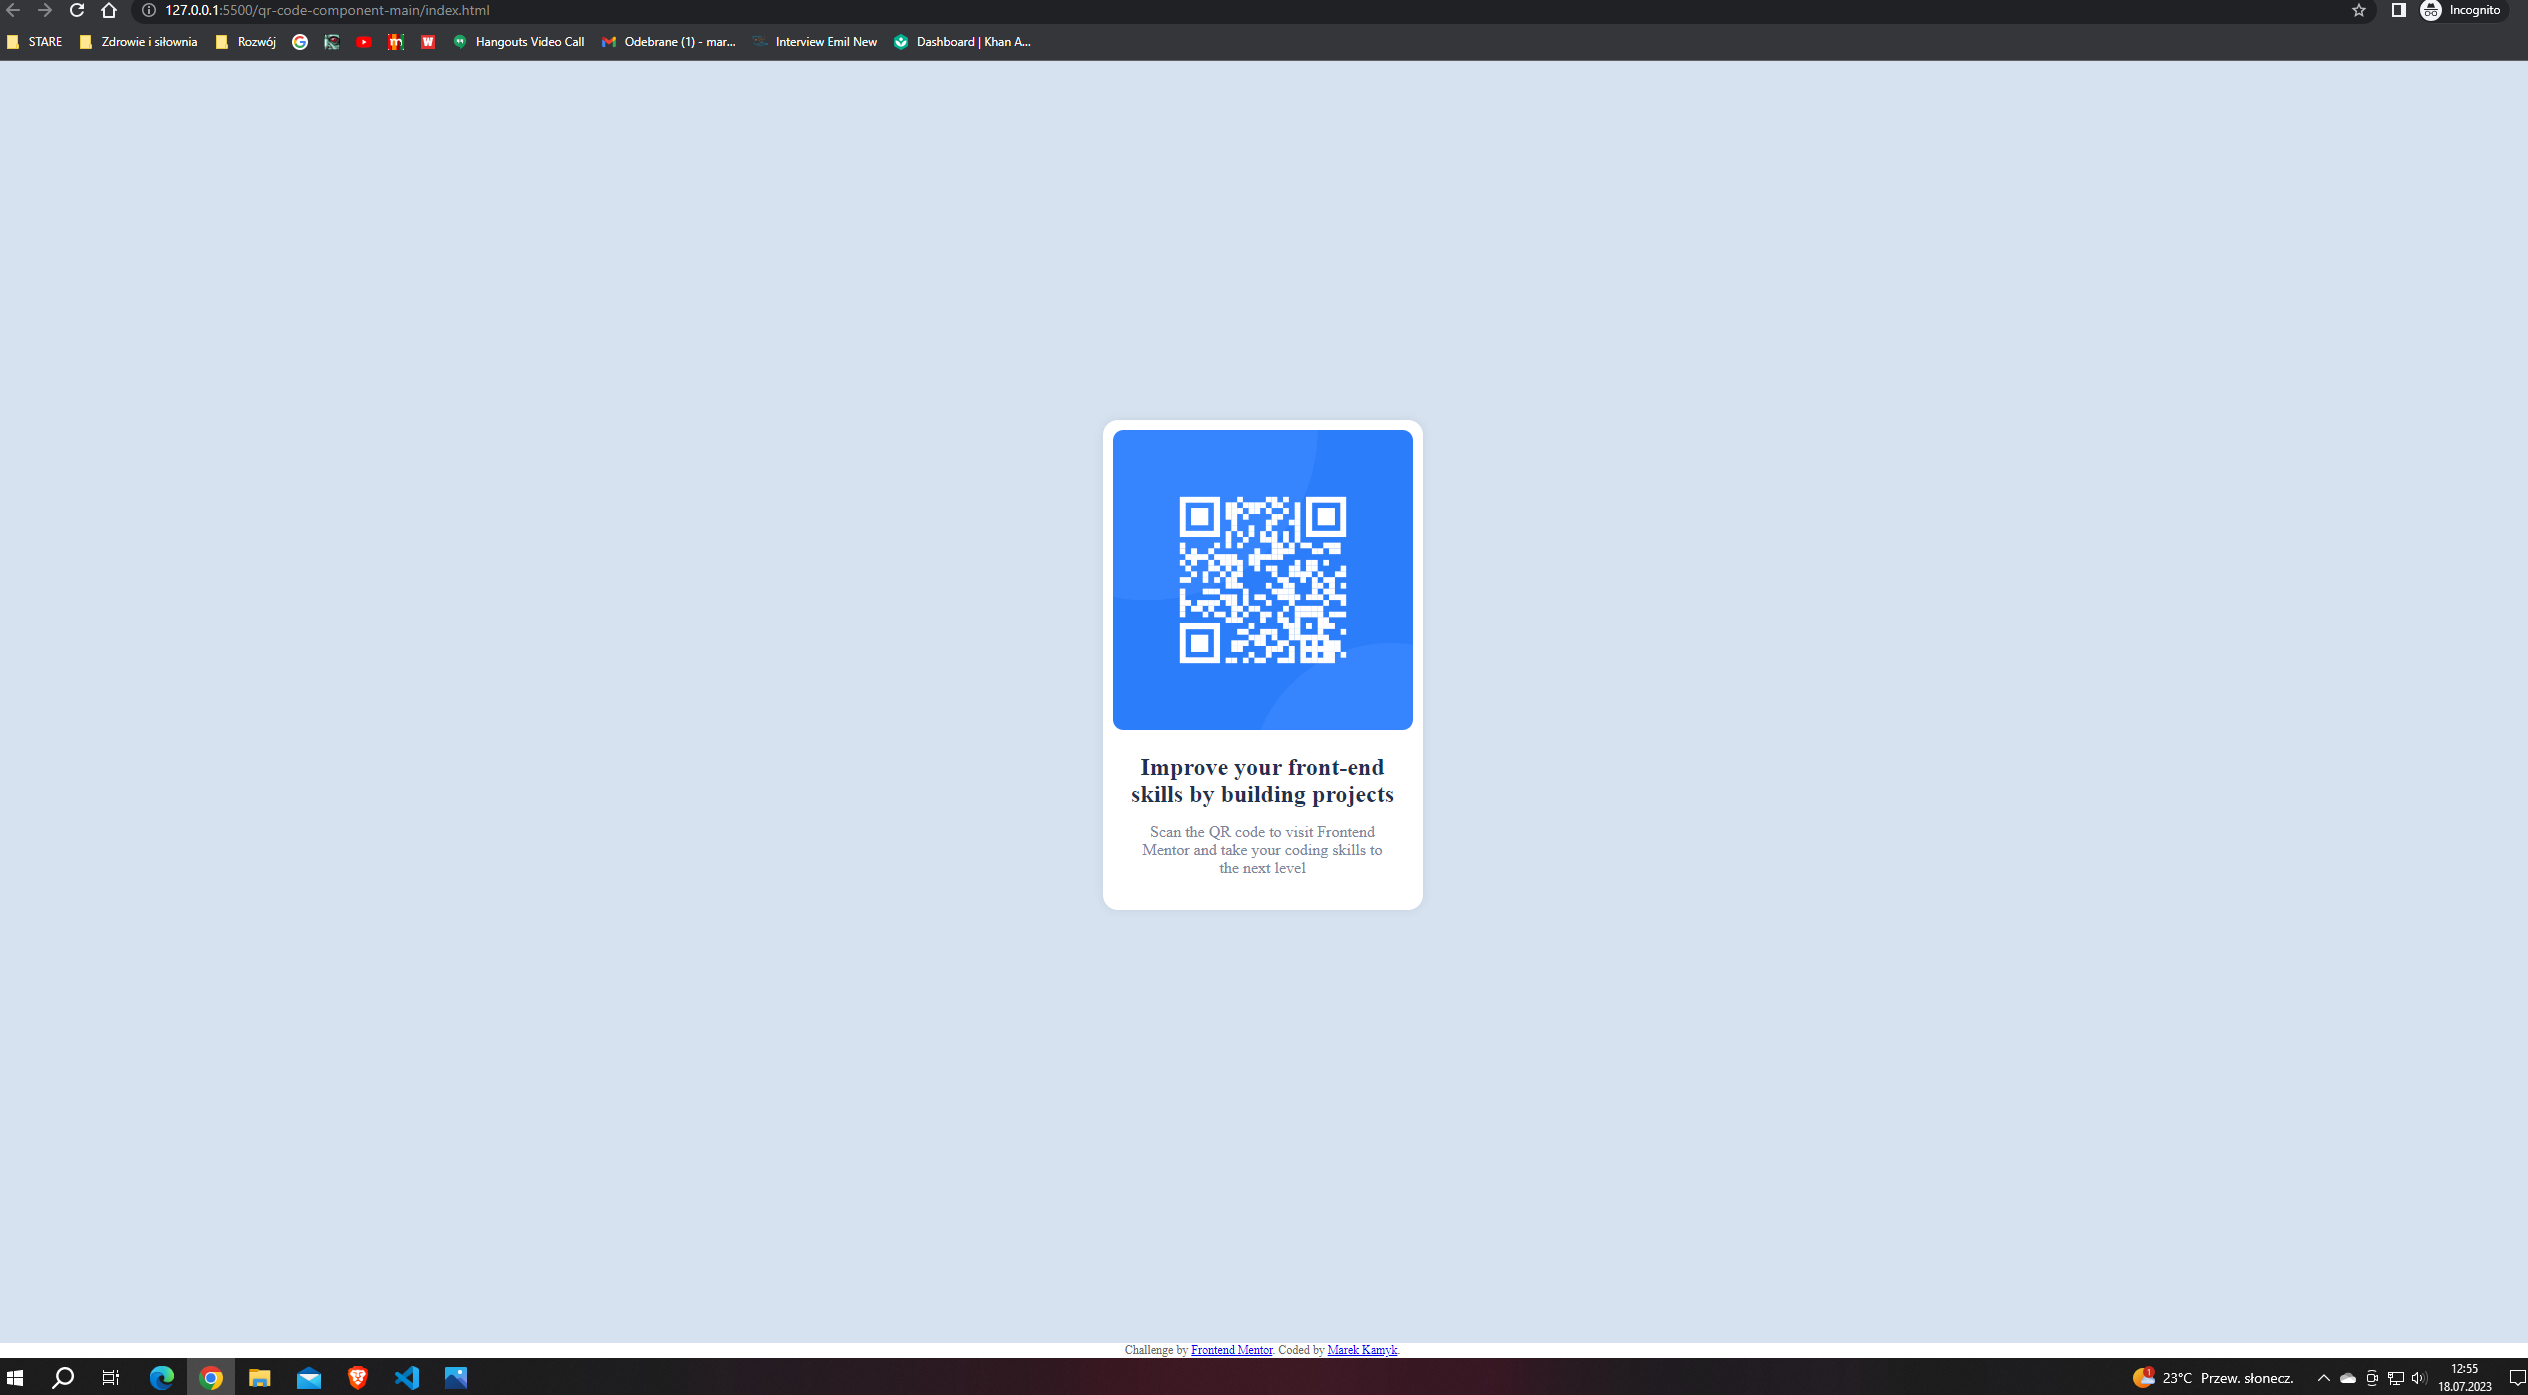 127.0.0.1:5500/qr-code-component-main/index.html
Incognito
STARE
Zdrowie i siłownia
Rozwój
Hangouts Video Call
Odebrane (1) - mar...
Interview Emil New
Dashboard | Khan A...
Improve your front-end
skills by building projects
Scan the QR code to visit Frontend
Mentor and take your coding skills to
the next level
Challenge by Frontend Mentor. Coded by Marek Kamyk.
1
23°C Przew. słonecz.
12:55
18.07.2023